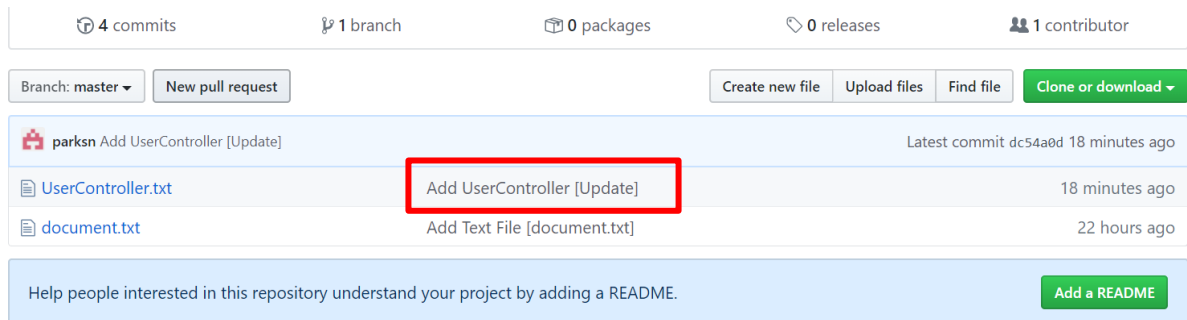 4 commits 1 branch 0 packages 0 releases 1 contributor
Branch: master New pull request Create new file Upload files Find file Clone or download
parksn Add UserController [Update] Latest commit dc54a0d 18 minutes ago
UserController.txt Add UserController [Update] 18 minutes ago
document.txt Add Text File [document.txt] 22 hours ago
Help people interested in this repository understand your project by adding a README. Add a README